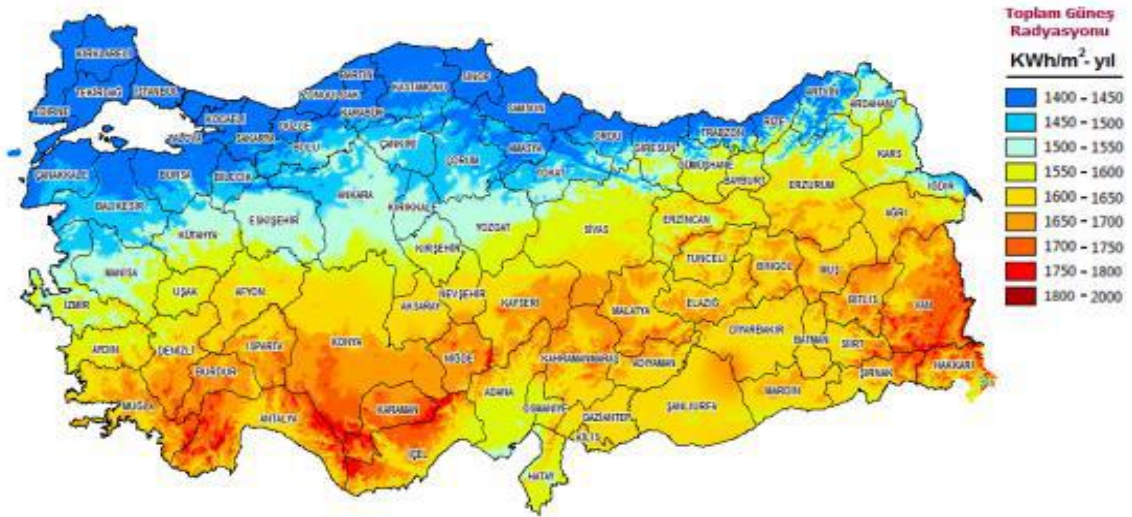 Toplam Güneş
Radyasyonu
KWh/m²- yıl
1400 - 1450
1450 - 1500
1500 - 1550
1550 - 1600
1600 - 1650
1650 - 1700
1700 - 1750
1750 - 1800
1800 - 2000
KIRKLARELİ
TEKİRDAĞ
İSTANBUL
EDİRNE
KOCAELİ
YALOVA
SAKARYA
DÜZCE
ZONGULDAK
BARTIN
KARABÜK
KASTAMONU
SİNOP
SAMSUN
BOLU
ÇANKIRI
ÇORUM
AMASYA
ORDU
GİRESUN
TRABZON
RİZE
ARTVİN
ARDAHAN
KARS
IĞDIR
ÇANAKKALE
BURSA
BİLECİK
BALIKESİR
ANKARA
KIRIKKALE
TOKAT
GÜMÜŞHANE
BAYBURT
ERZURUM
ESKİŞEHİR
KÜTAHYA
YOZGAT
SİVAS
ERZİNCAN
AĞRI
KIRŞEHİR
MANİSA
UŞAK
AFYON
TUNCELİ
BİNGÖL
MUŞ
İZMİR
AKSARAY
NEVŞEHİR
KAYSERİ
MALATYA
ELAZIĞ
BİTLİS
VAN
AYDIN
DENİZLİ
ISPARTA
KONYA
NİĞDE
KAHRAMANMARAŞ
ADIYAMAN
DİYARBAKIR
BATMAN
SİİRT
BURDUR
MUĞLA
ANTALYA
KARAMAN
İÇEL
ADANA
OSMANİYE
GAZİANTEP
ŞANLIURFA
MARDİN
ŞIRNAK
HAKKARİ
KİLİS
HATAY